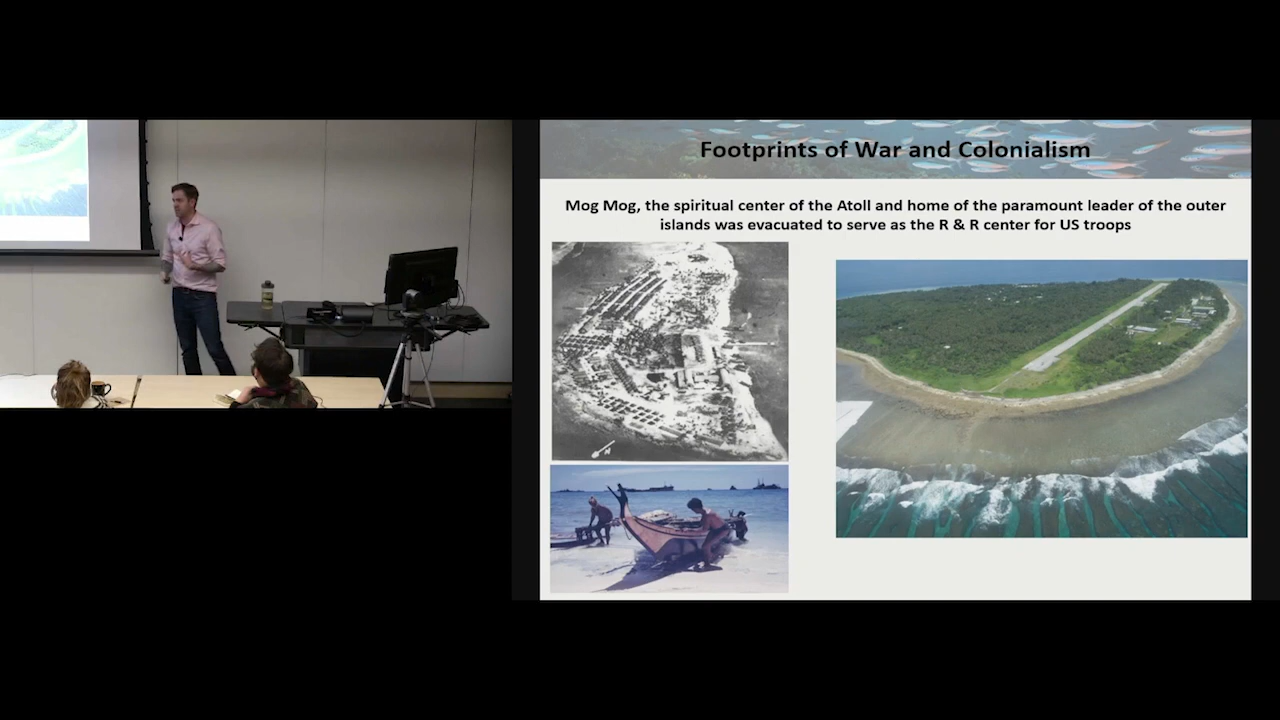 Footprints of War and Colonialism
Mog Mog, the spiritual center of the Atoll and home of the paramount leader of the outer
islands was evacuated to serve as the R & R center for US troops
N